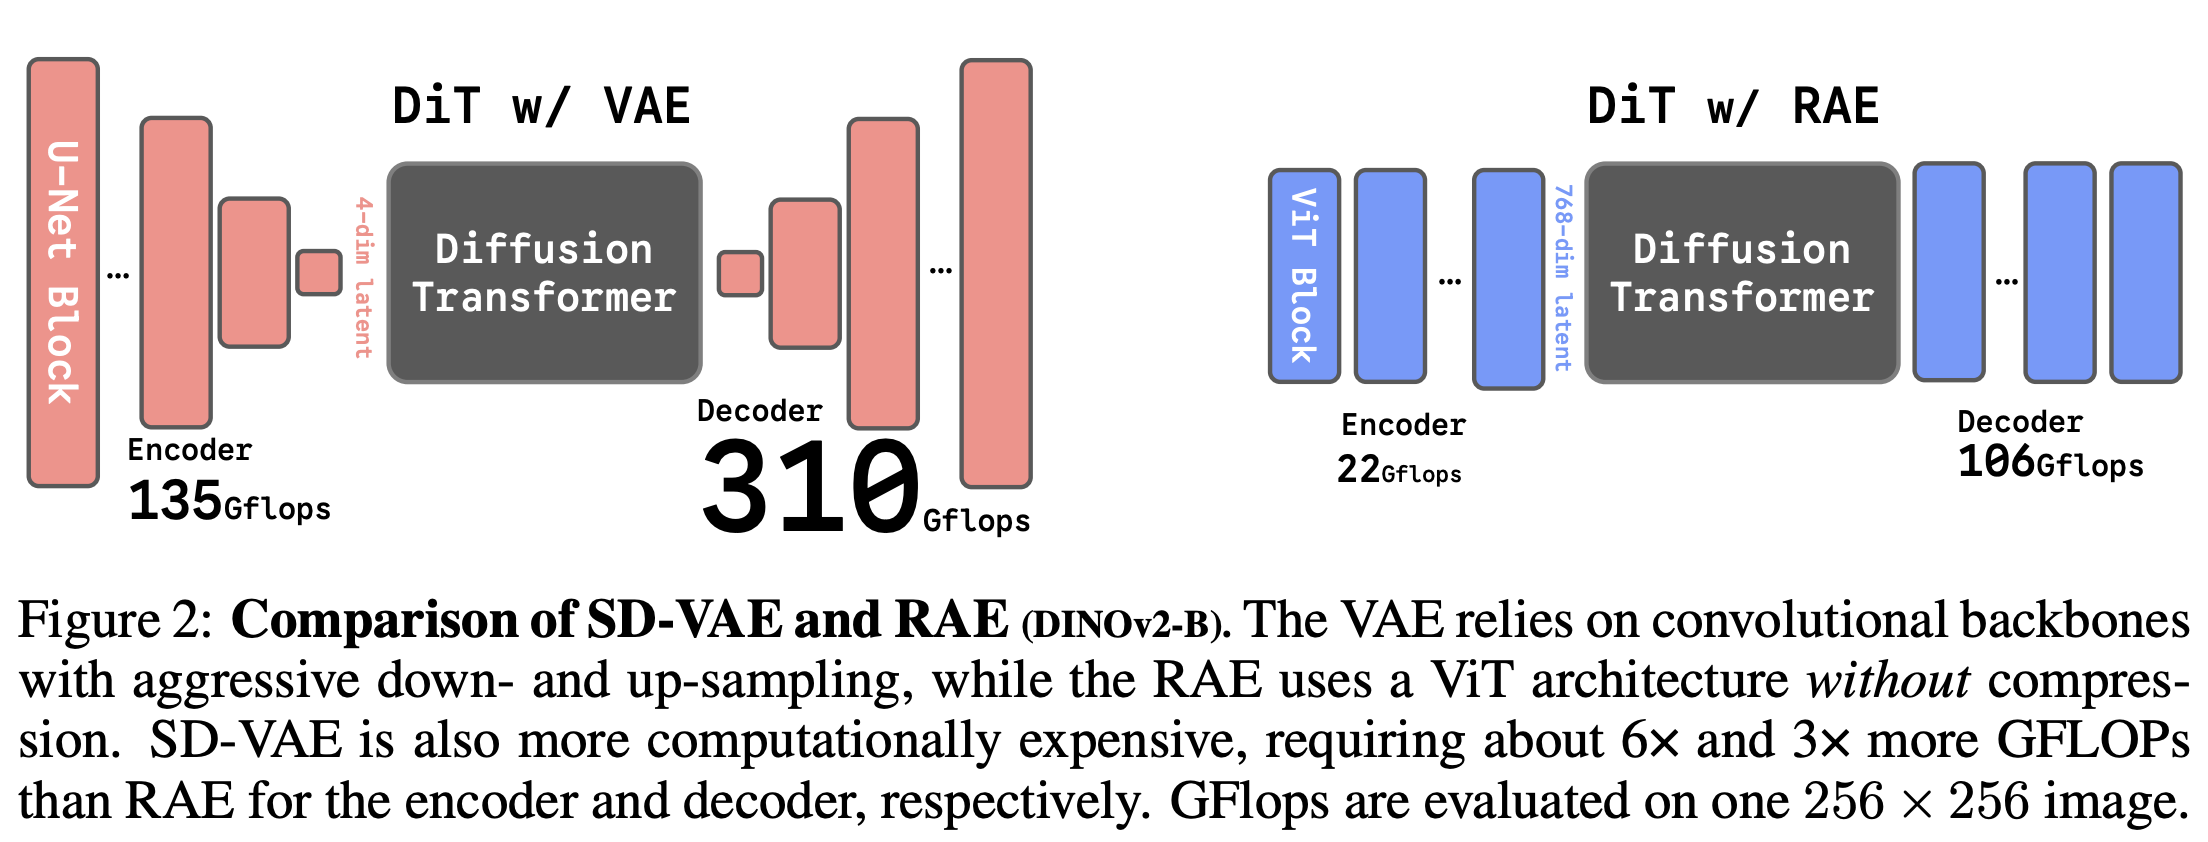 DiT w/ VAE
U-Net Block
...
4-dim latent
Diffusion
Transformer
...
Encoder
135Gflops
Decoder
310Gflops
DiT w/ RAE
ViT Block
...
768-dim latent
Diffusion
Transformer
...
Encoder
22Gflops
Decoder
106Gflops
Figure 2: Comparison of SD-VAE and RAE (DINOv2-B). The VAE relies on convolutional backbones
with aggressive down- and up-sampling, while the RAE uses a ViT architecture without compres-
sion. SD-VAE is also more computationally expensive, requiring about 6× and 3× more GFLOPs
than RAE for the encoder and decoder, respectively. GFlops are evaluated on one 256 × 256 image.